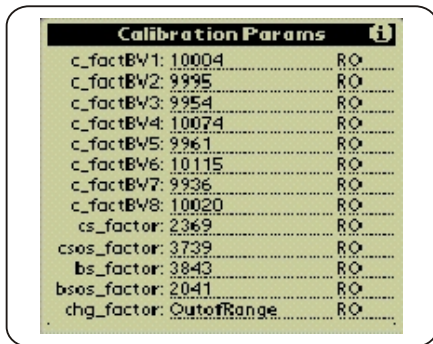 Calibration Params i
c_factBV1: 10004 RO
c_factBV2: 9995 RO
c_factBV3: 9954 RO
c_factBV4: 10074 RO
c_factBV5: 9961 RO
c_factBV6: 10115 RO
c_factBV7: 9936 RO
c_factBV8: 10020 RO
cs_factor: 2369 RO
csos_factor: 3739 RO
bs_factor: 3843 RO
bsos_factor: 2041 RO
chg_factor: OutofRange RO